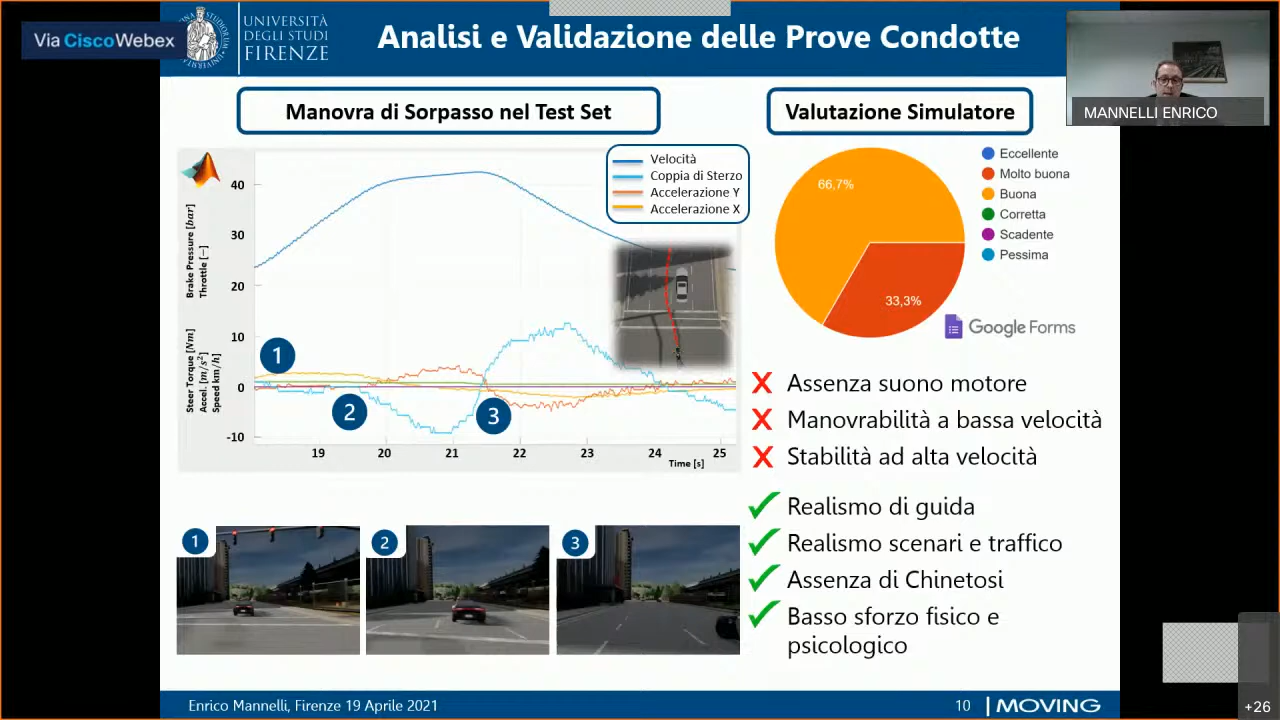 Via Cisco Webex
UNIVERSITÀ
DEGLI STUDI
FIRENZE
Analisi e Validazione delle Prove Condotte
MANNELLI ENRICO
Manovra di Sorpasso nel Test Set
Valutazione Simulatore
Velocità
Coppia di Sterzo
Accelerazione Y
Accelerazione X
Brake Pressure [bar]
Throttle [−]
Steer Torque [Nm]
Accel. [m/s²]
Speed km/h]
40
30
20
10
0
-10
19
20
21
22
23
24
25
Time [s]
1
2
3
66,7%
33,3%
Eccellente
Molto buona
Buona
Corretta
Scadente
Pessima
Google Forms
X Assenza suono motore
X Manovrabilità a bassa velocità
X Stabilità ad alta velocità
✓ Realismo di guida
✓ Realismo scenari e traffico
✓ Assenza di Chinetosi
✓ Basso sforzo fisico e
psicologico
1
2
3
Enrico Mannelli, Firenze 19 Aprile 2021
10
MOVING
+26